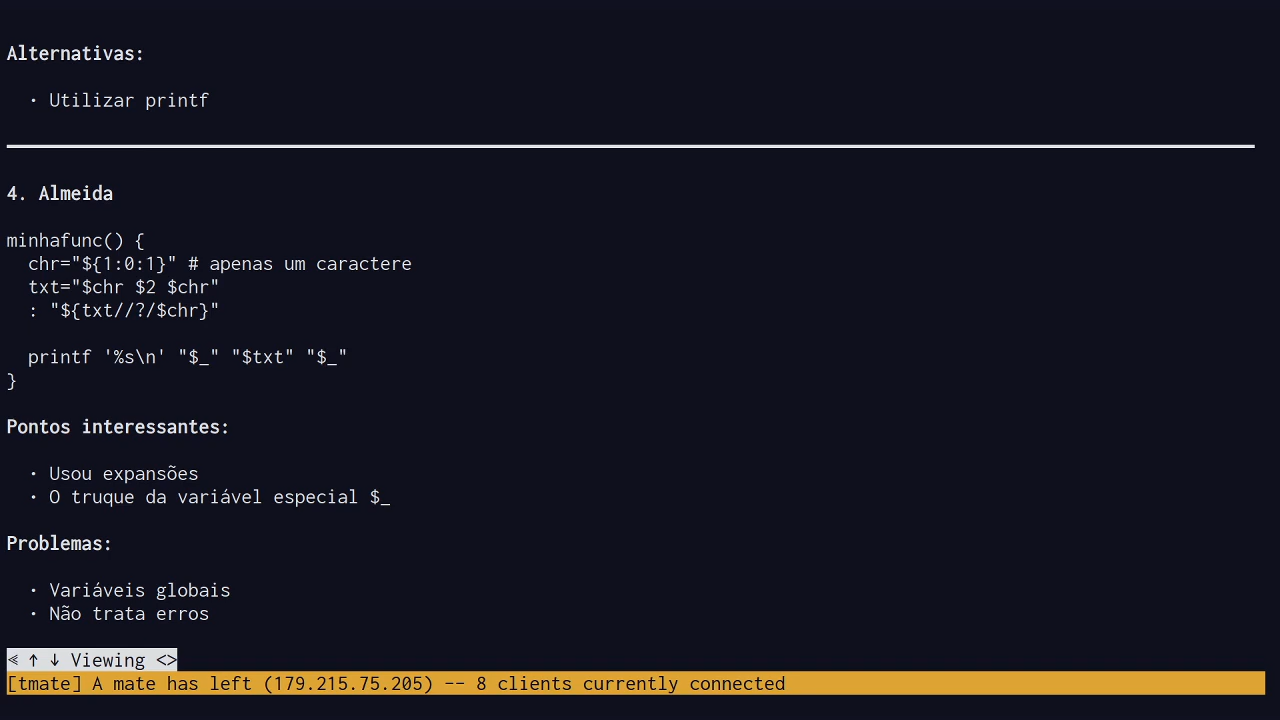 Alternativas:
• Utilizar printf
4. Almeida
minhafunc() {
chr="${1:0:1}" # apenas um caractere
txt="$chr $2 $chr"
: "${txt//?/$chr}"
printf '%s\n' "$_" "$txt" "$_"
}
Pontos interessantes:
• Usou expansões
• O truque da variável especial $_
Problemas:
• Variáveis globais
• Não trata erros
⪡ ↑ ↓ Viewing <>
[tmate] A mate has left (179.215.75.205) -- 8 clients currently connected